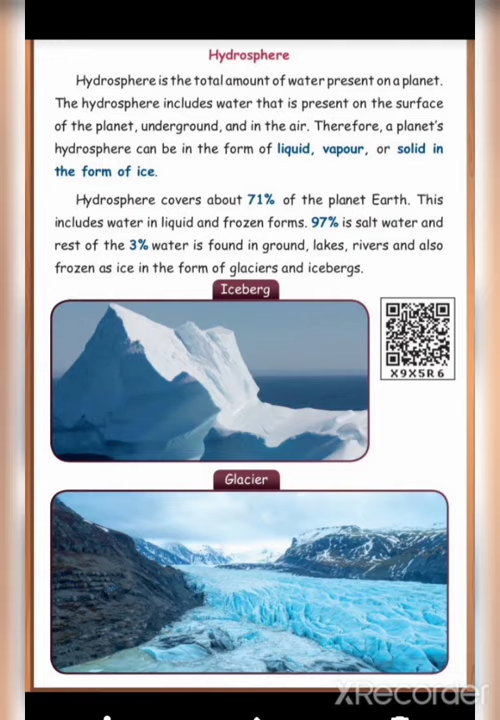 Hydrosphere
Hydrosphere is the total amount of water present on a planet.
The hydrosphere includes water that is present on the surface
of the planet, underground, and in the air. Therefore, a planet's
hydrosphere can be in the form of liquid, vapour, or solid in
the form of ice.
Hydrosphere covers about 71% of the planet Earth. This
includes water in liquid and frozen forms. 97% is salt water and
rest of the 3% water is found in ground, lakes, rivers and also
frozen as ice in the form of glaciers and icebergs.
Iceberg
X9X5R6
Glacier
XRecorder